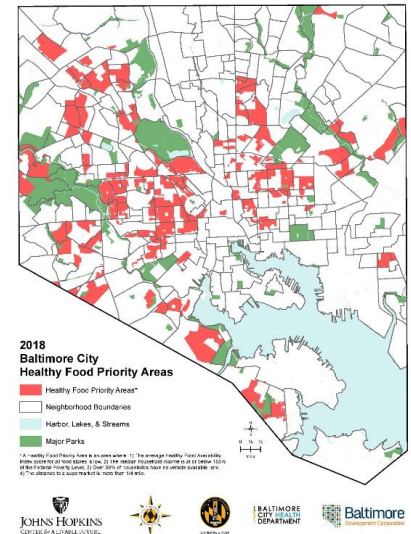 2018
Baltimore City
Healthy Food Priority Areas
Healthy Food Priority Areas*
Neighborhood Boundaries
Harbor, Lakes, & Streams
Major Parks
* A Healthy Food Priority Area is an area where: 1) The average Healthy Food Availability
Index score for all food stores is low, 2) The median household income is at or below 185%
of the Federal Poverty Level, 3) Over 30% of households have no vehicle available, and
4) The distance to a supermarket is more than 1/4 mile.
JOHNS HOPKINS
CENTER for A LIVABLE FUTURE
BALTIMORE
CITY HEALTH
DEPARTMENT
Baltimore
Development Corporation